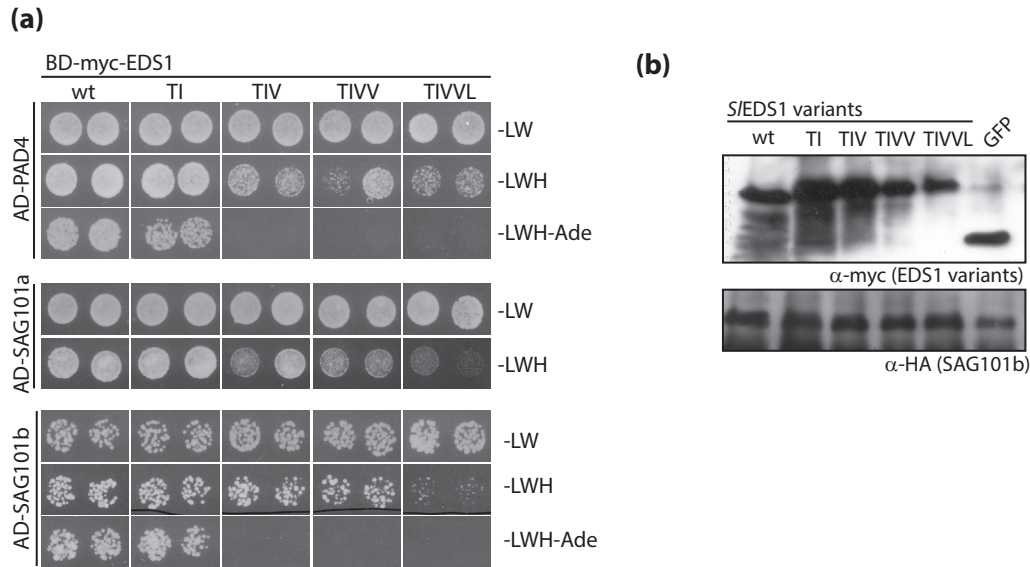 (a)
BD-myc-EDS1
wt TI TIV TIVV TIVVL
AD-PAD4
-LW
-LWH
-LWH-Ade
AD-SAG101a
-LW
-LWH
AD-SAG101b
-LW
-LWH
-LWH-Ade
(b)
SlEDS1 variants
wt TI TIV TIVV TIVVL GFP
α-myc (EDS1 variants)
α-HA (SAG101b)